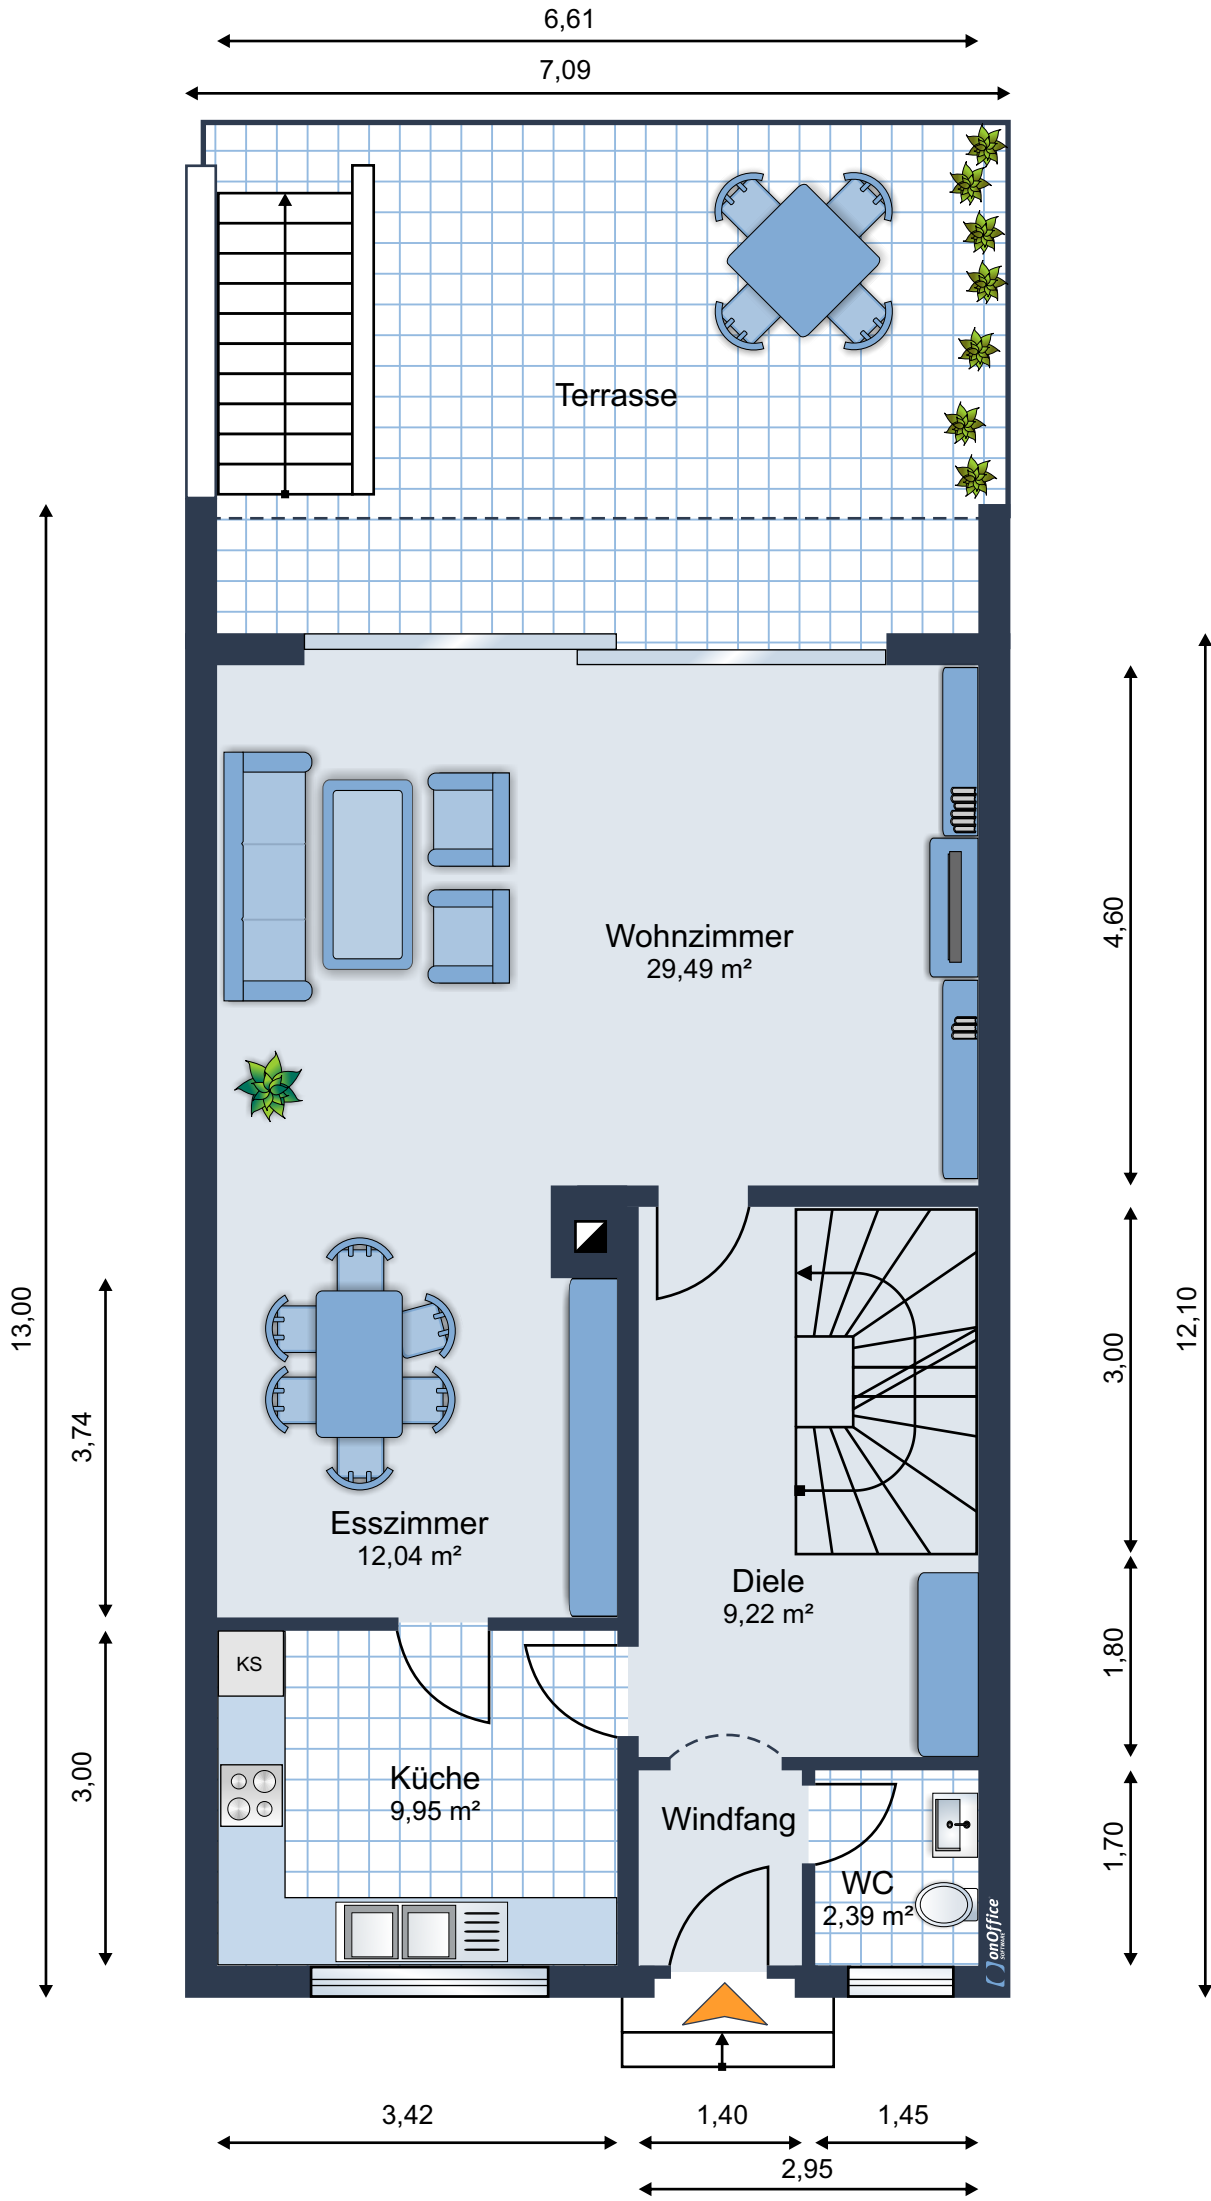 6,61
7,09
Terrasse
Wohnzimmer
29,49 m²
4,60
13,00
12,10
3,00
3,74
Esszimmer
12,04 m²
Diele
9,22 m²
1,80
KS
3,00
Küche
9,95 m²
Windfang
1,70
WC
2,39 m²
onOffice
SOFTWARE
3,42
1,40
1,45
2,95